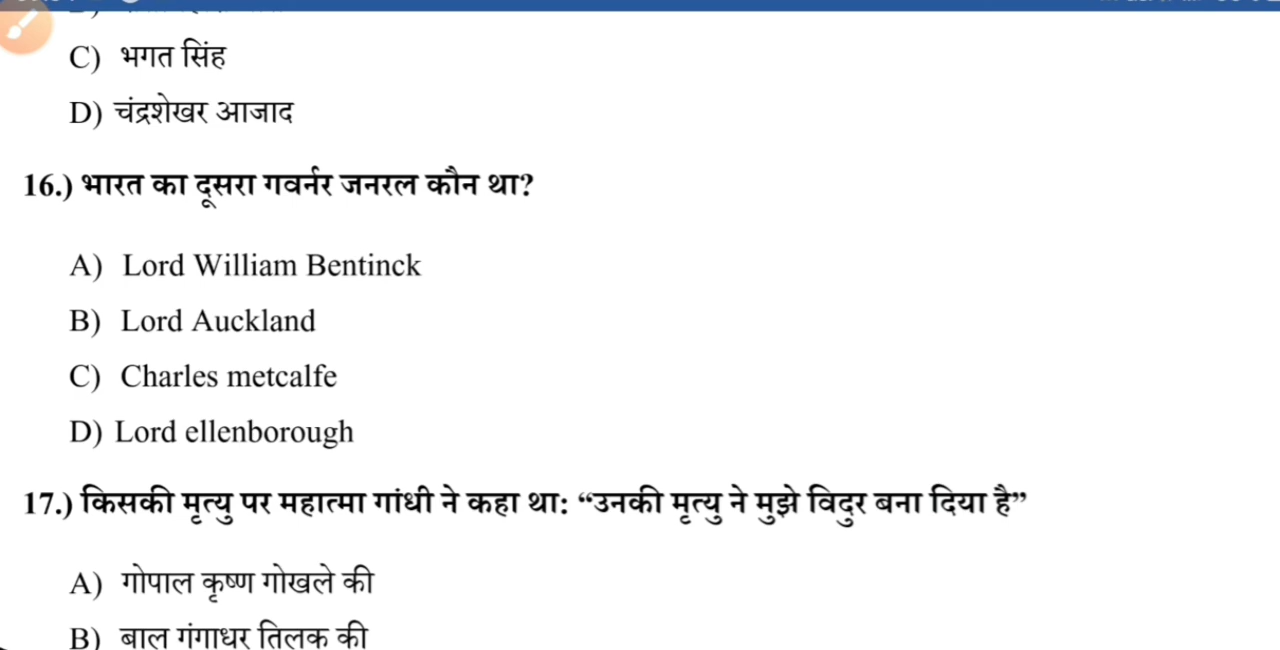 C) भगत सिंह
D) चंद्रशेखर आजाद
16.) भारत का दूसरा गवर्नर जनरल कौन था?
A) Lord William Bentinck
B) Lord Auckland
C) Charles metcalfe
D) Lord ellenborough
17.) किसकी मृत्यु पर महात्मा गांधी ने कहा था: “उनकी मृत्यु ने मुझे विदुर बना दिया है”
A) गोपाल कृष्ण गोखले की
B) बाल गंगाधर तिलक की